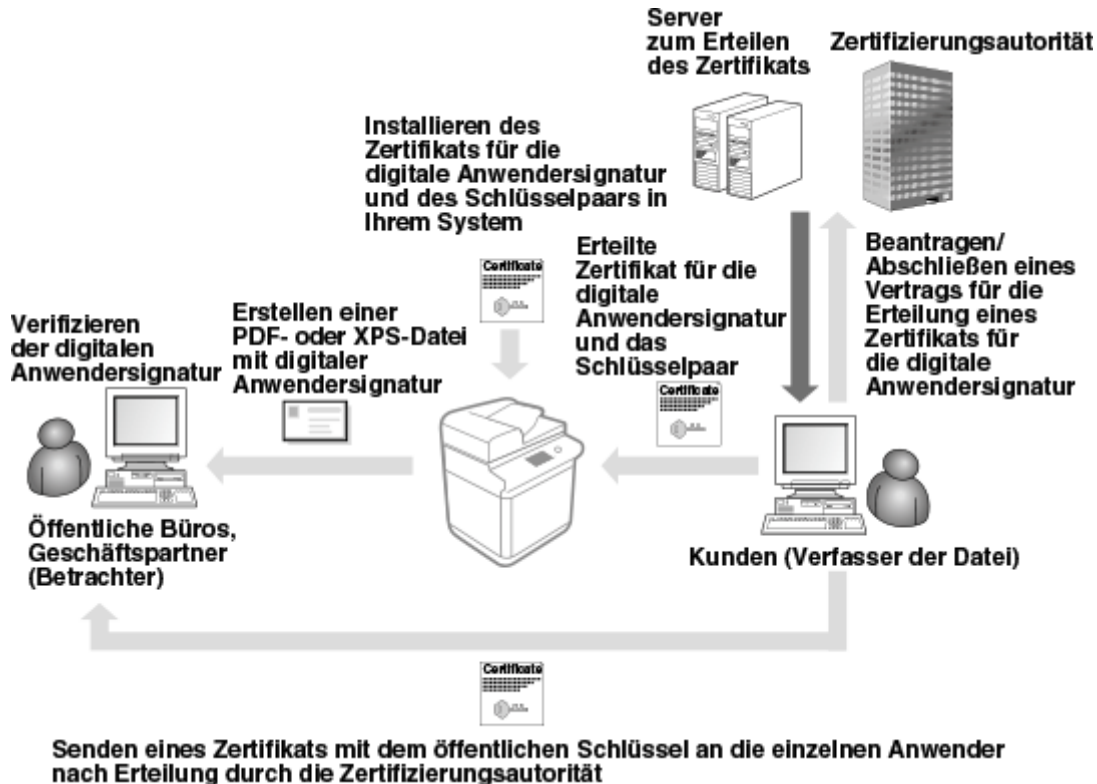 Server
zum Erteilen
des Zertifikats
Zertifizierungsautorität
Installieren des
Zertifikats für die
digitale Anwendersignatur
und des Schlüsselpaars in
Ihrem System
Certificate
Erteilte
Zertifikat für die
digitale
Anwendersignatur
und das
Schlüsselpaar
Certificate
Beantragen/
Abschließen eines
Vertrags für die
Erteilung eines
Zertifikats für
die digitale
Anwendersignatur
Erstellen einer
PDF- oder XPS-Datei
mit digitaler
Anwendersignatur
Verifizieren
der digitalen
Anwendersignatur
Öffentliche Büros,
Geschäftspartner
(Betrachter)
Kunden (Verfasser der Datei)
Certificate
Senden eines Zertifikats mit dem öffentlichen Schlüssel an die einzelnen Anwender
nach Erteilung durch die Zertifizierungsautorität